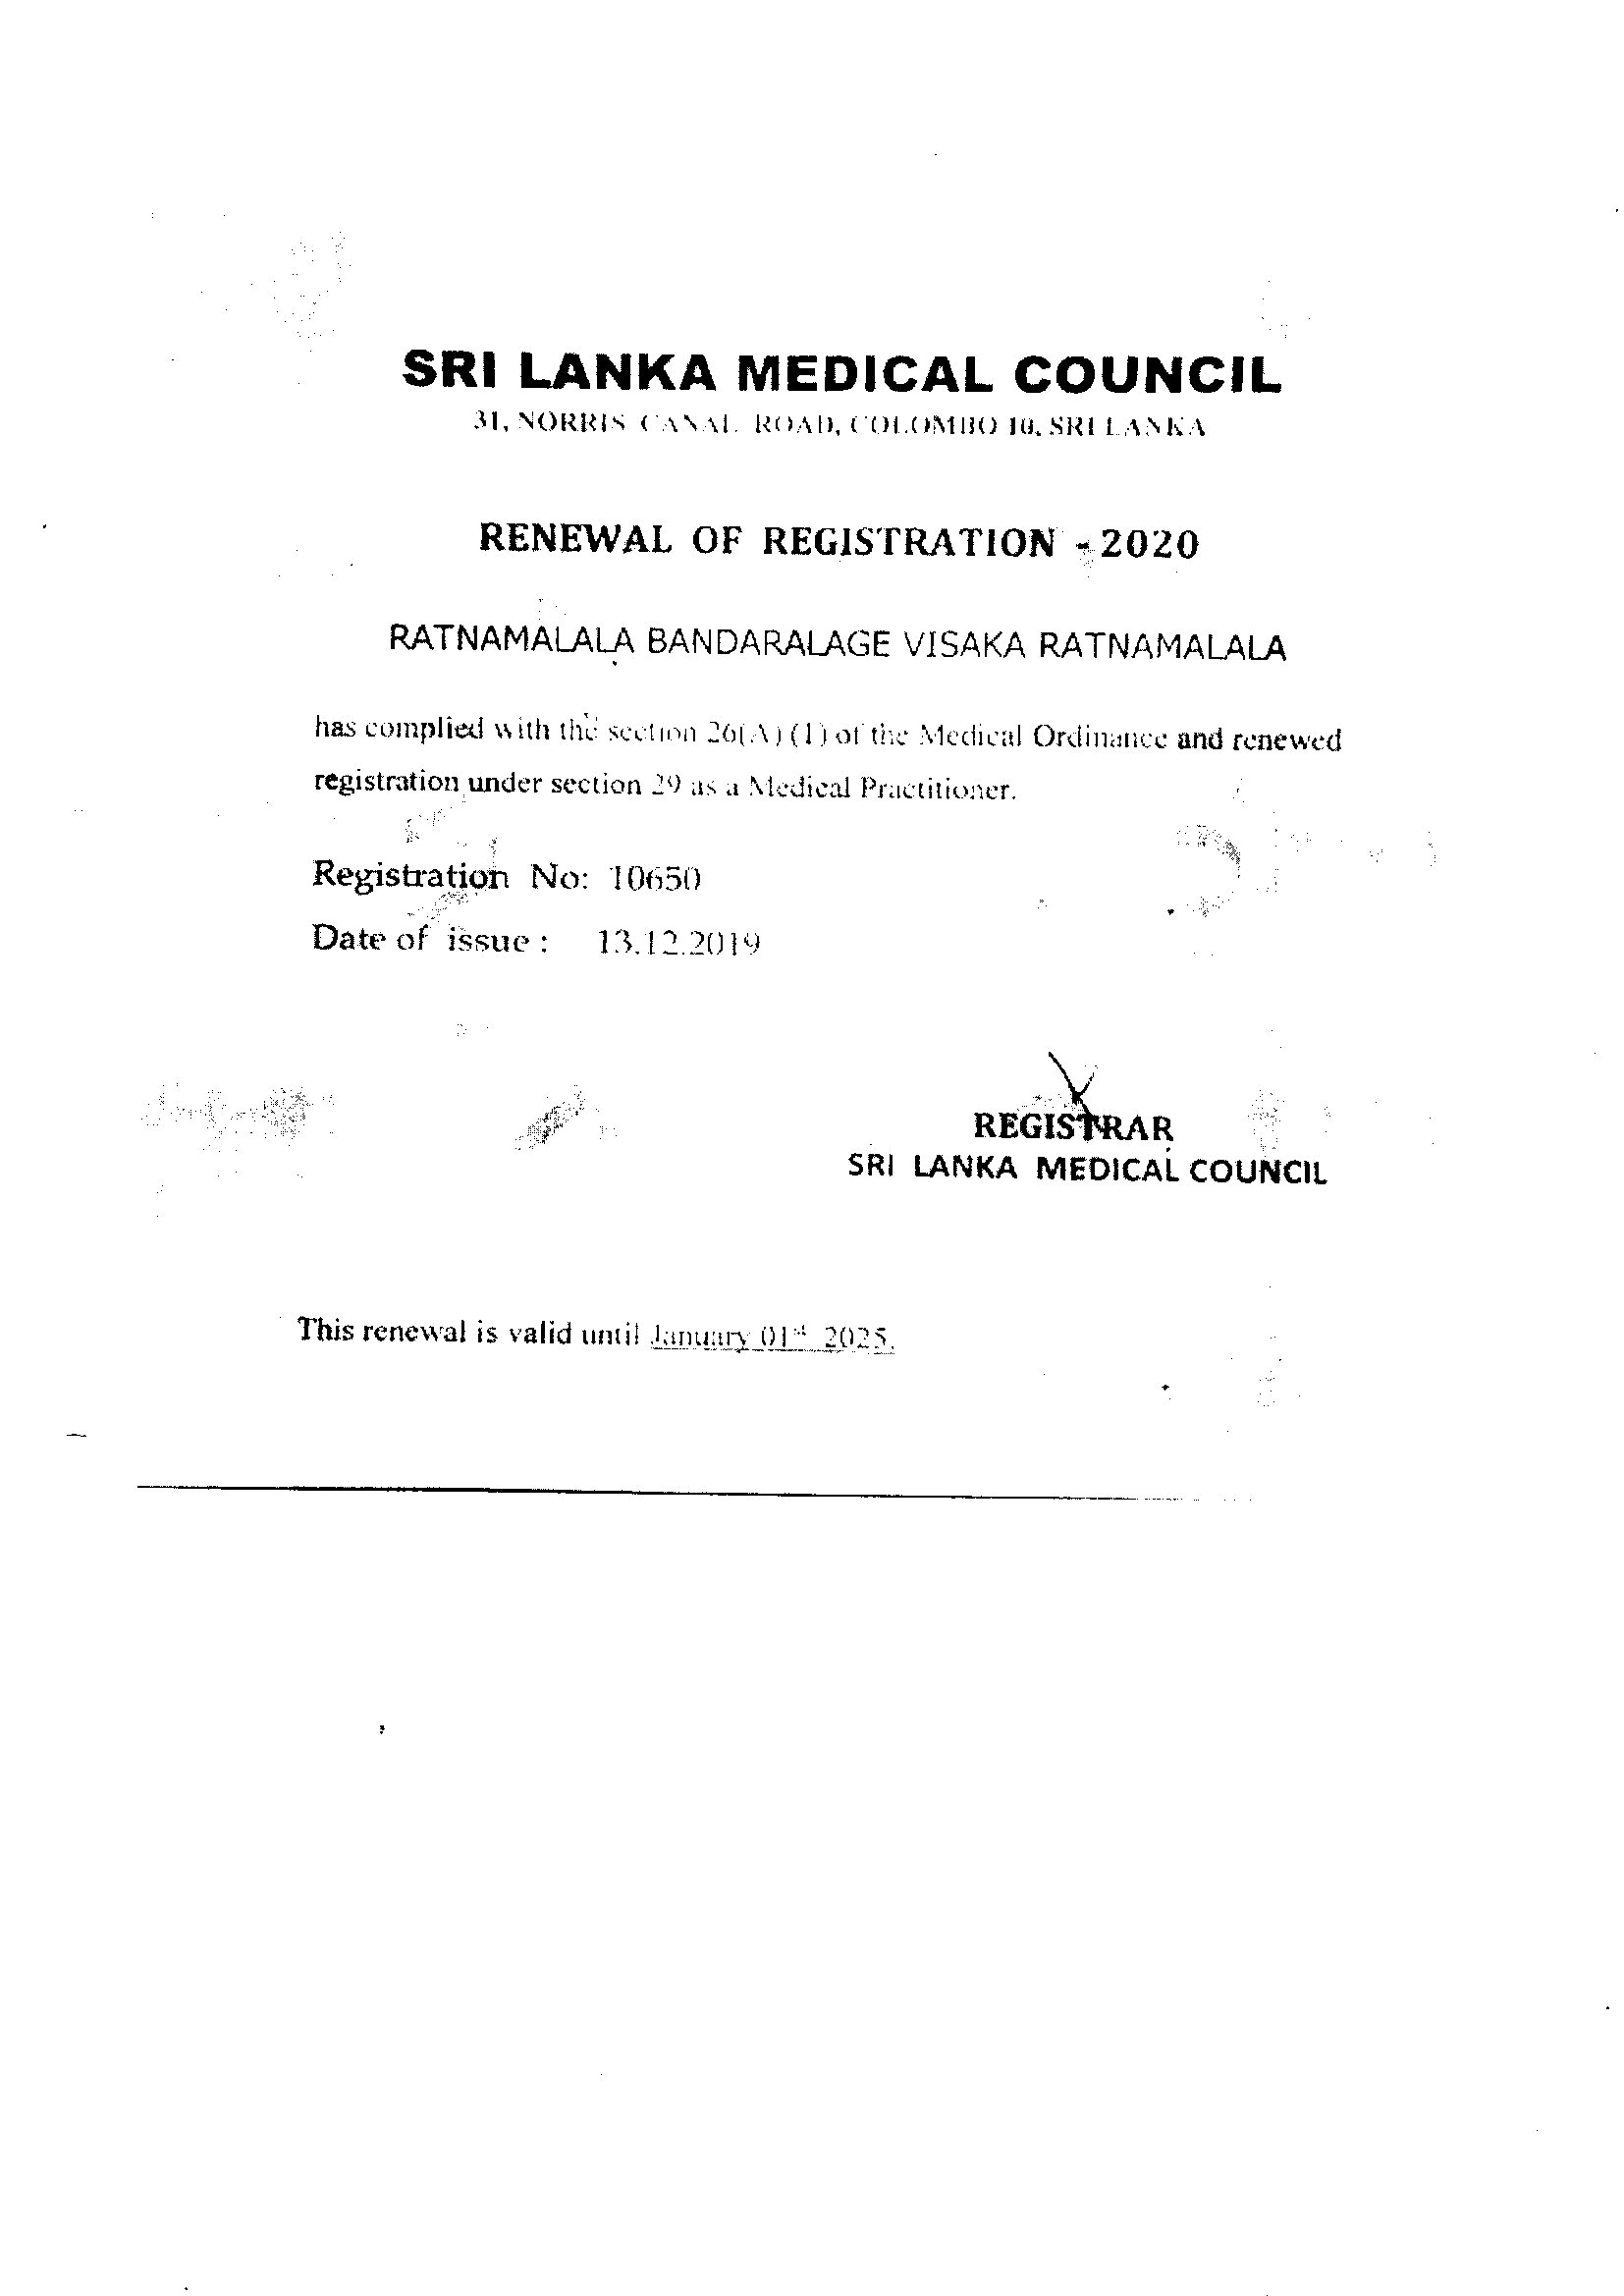 SRI LANKA MEDICAL COUNCIL
31, NORRIS CANAL ROAD, COLOMBO 10, SRI LANKA
RENEWAL OF REGISTRATION - 2020
RATNAMALALA BANDARALAGE VISAKA RATNAMALALA
has complied with the section 26(A) (1) of the Medical Ordinance and renewed
registration under section 29 as a Medical Practitioner.
Registration No: 10650
Date of issue : 13.12.2019
REGISTRAR
SRI LANKA MEDICAL COUNCIL
This renewal is valid until January 01st 2025.